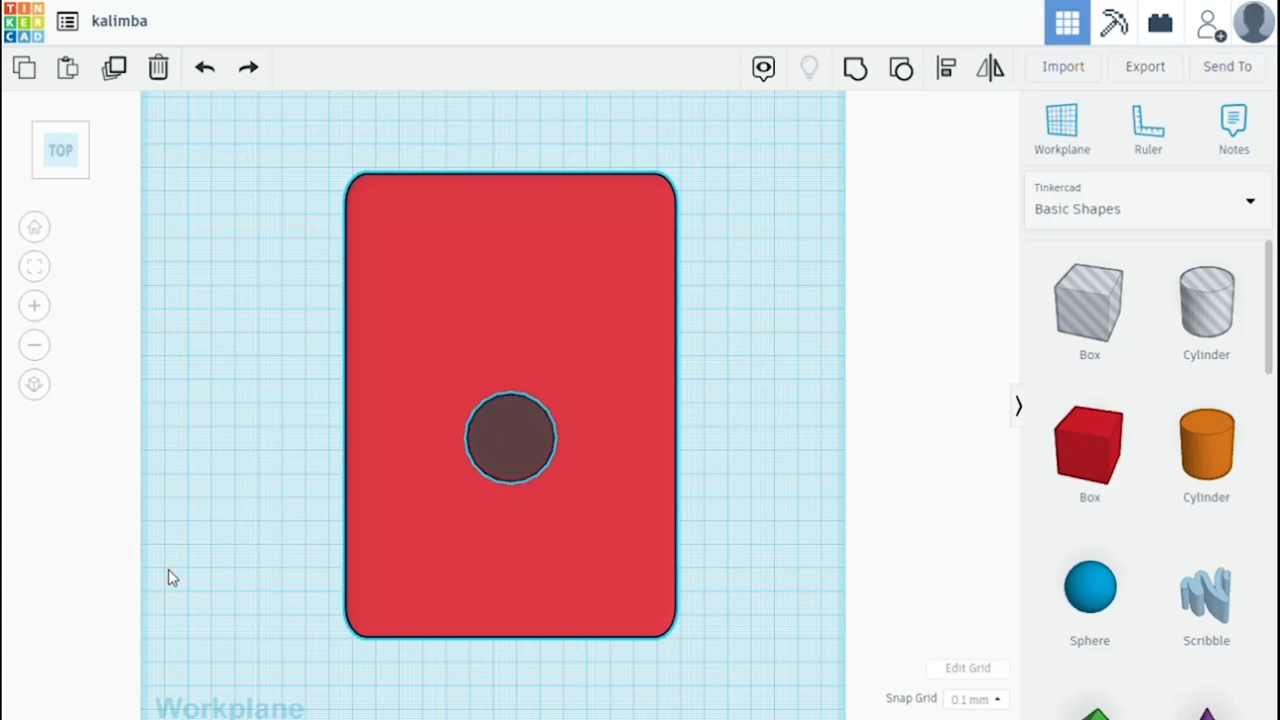 TIN
KER
CAD
kalimba
Import
Export
Send To
TOP
Workplane
Ruler
Notes
Tinkercad
Basic Shapes
Box
Cylinder
Box
Cylinder
Sphere
Scribble
Edit Grid
Snap Grid
0.1 mm
Workplane